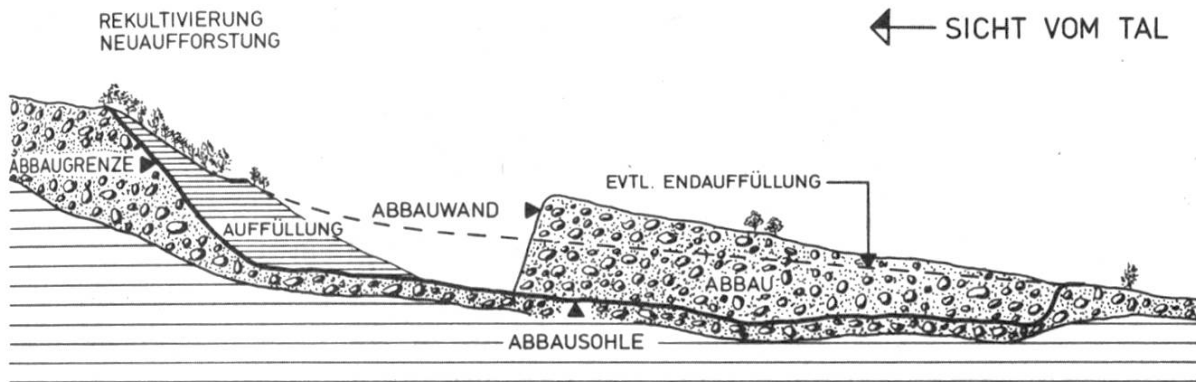 REKULTIVIERUNG
NEUAUFFORSTUNG
SICHT VOM TAL
ABBAUGRENZE
EVTL. ENDAUFFÜLLUNG
ABBAUWAND
AUFFÜLLUNG
ABBAU
ABBAUSOHLE